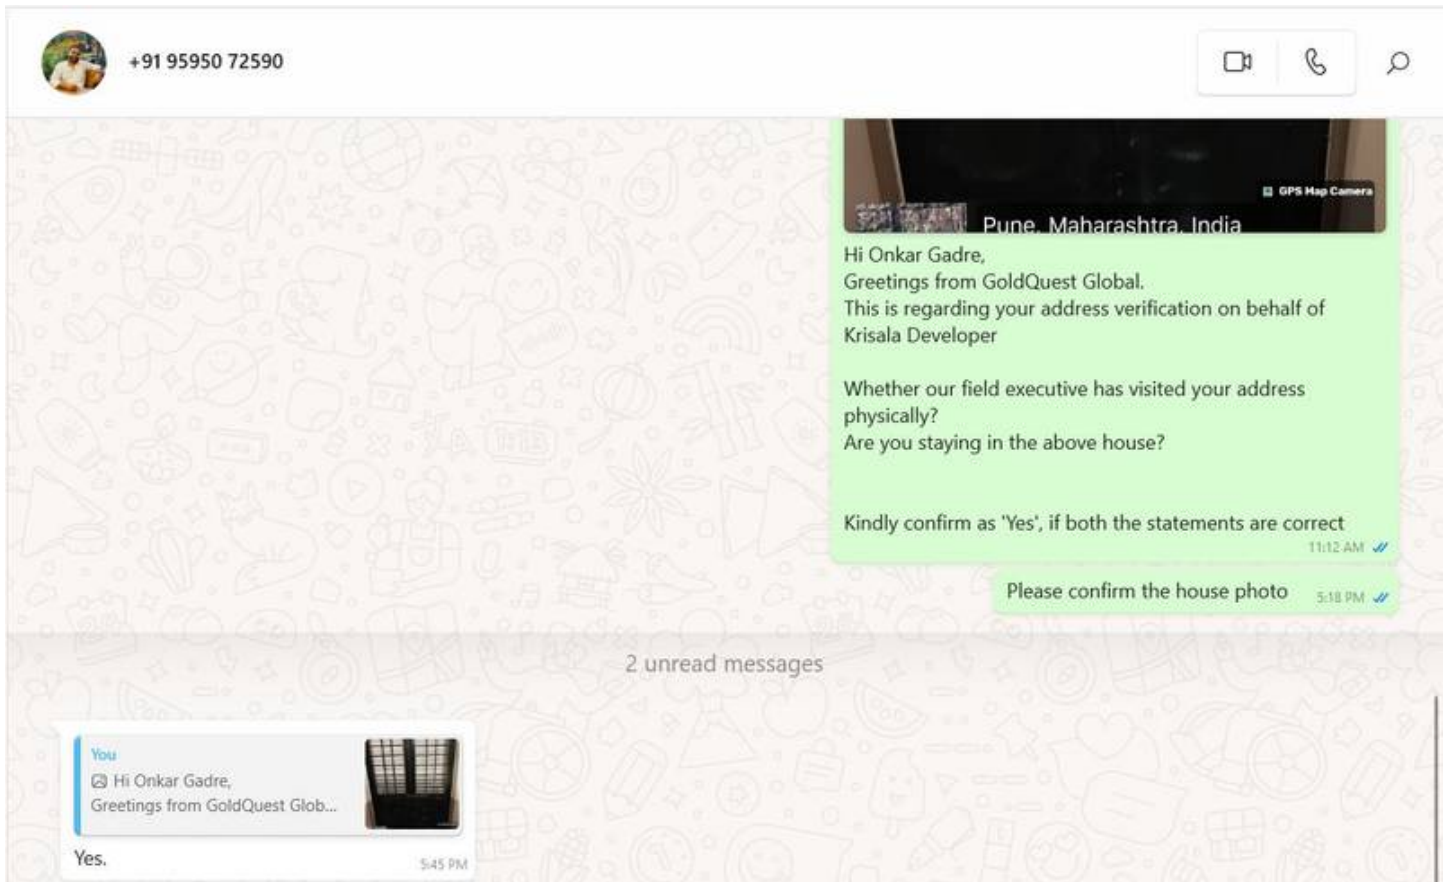 +91 95950 72590
GPS Map Camera
Pune, Maharashtra, India
Hi Onkar Gadre,
Greetings from GoldQuest Global.
This is regarding your address verification on behalf of
Krisala Developer
Whether our field executive has visited your address
physically?
Are you staying in the above house?
Kindly confirm as 'Yes', if both the statements are correct
11:12 AM
Please confirm the house photo 5:18 PM
2 unread messages
You
Hi Onkar Gadre,
Greetings from GoldQuest Glob...
Yes. 5:45 PM